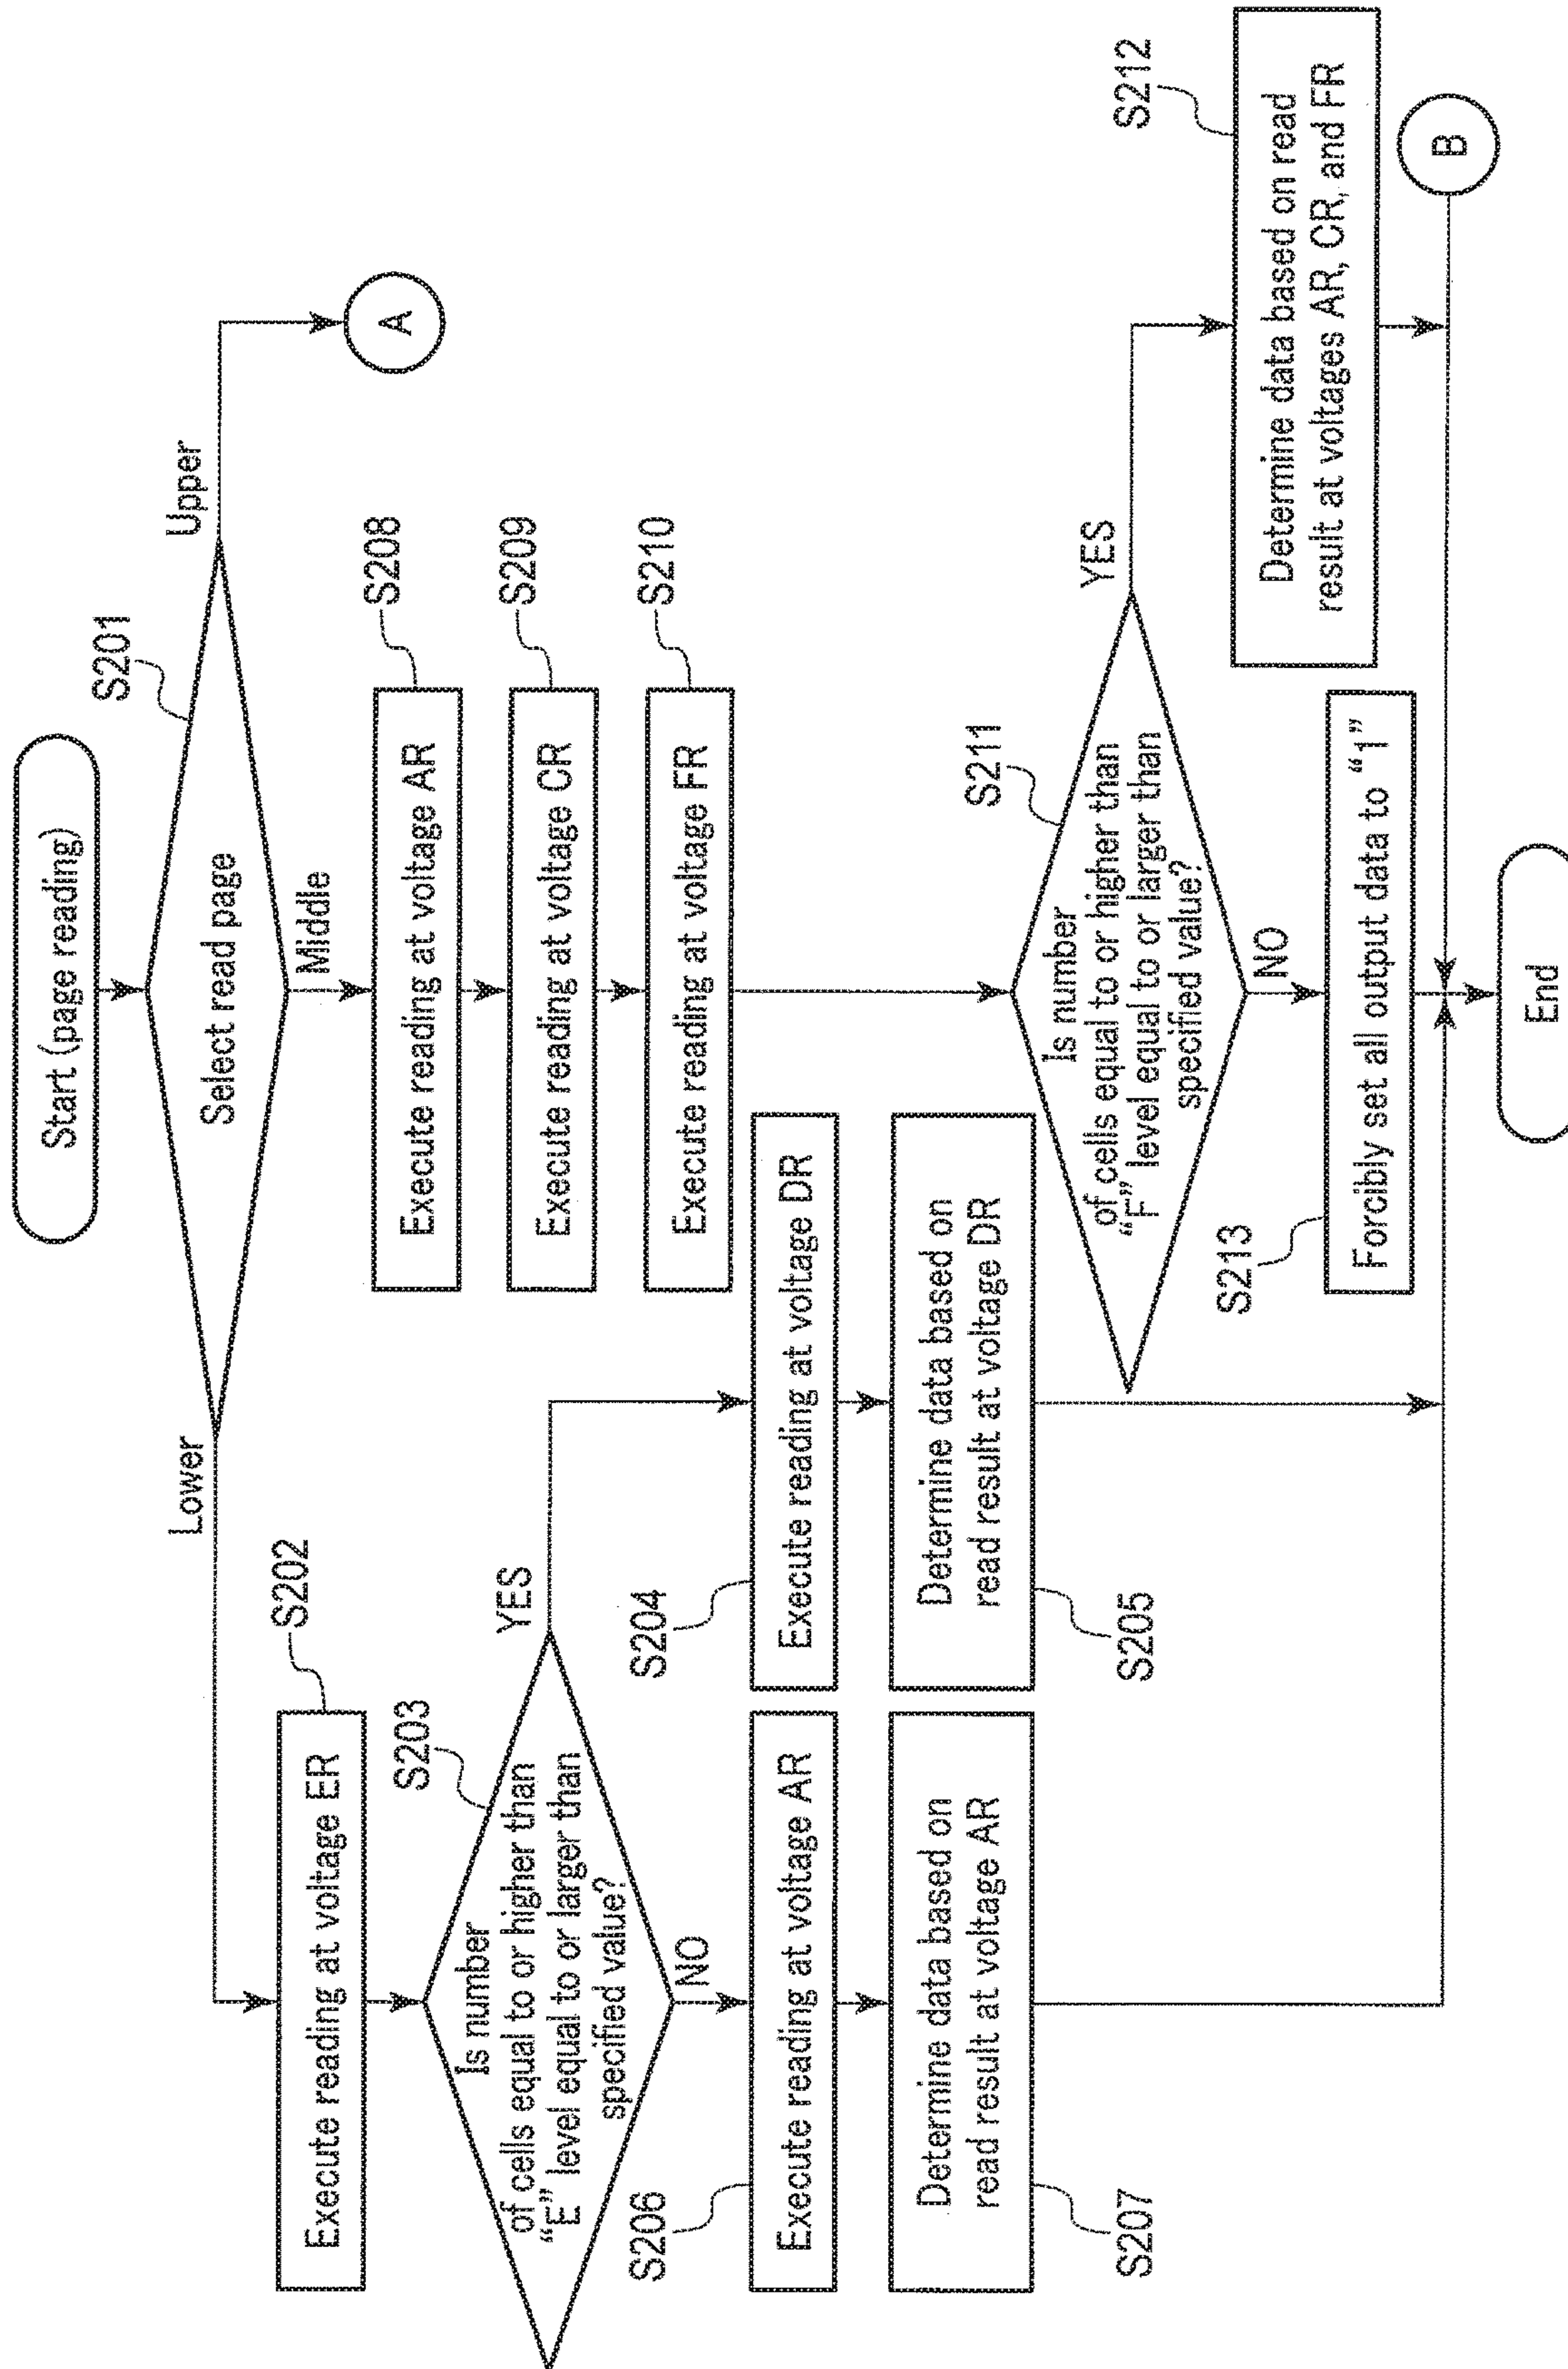 Start (page reading)
S201
Select read page
Lower
Middle
Upper
A
S202
Execute reading at voltage ER
S203
Is number
of cells equal to or higher than
“E” level equal to or larger than
specified value?
YES
NO
S204
Execute reading at voltage DR
S205
Determine data based on
read result at voltage DR
S206
Execute reading at voltage AR
S207
Determine data based on
read result at voltage AR
S208
Execute reading at voltage AR
S209
Execute reading at voltage CR
S210
Execute reading at voltage FR
S211
Is number
of cells equal to or higher than
“F” level equal to or larger than
specified value?
YES
NO
S212
Determine data based on read
result at voltages AR, CR, and FR
S213
Forcibly set all output data to “1”
B
End